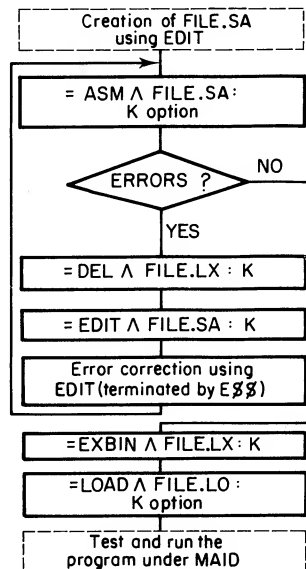 Creation of FILE.SA
using EDIT
= ASM ∧ FILE.SA:
K option
ERRORS ?
NO
YES
=DEL ∧ FILE.LX : K
= EDIT ∧ FILE.SA : K
Error correction using
EDIT (terminated by E$$)
=EXBIN ∧ FILE.LX: K
=LOAD ∧ FILE.LO :
K option
Test and run the
program under MAID